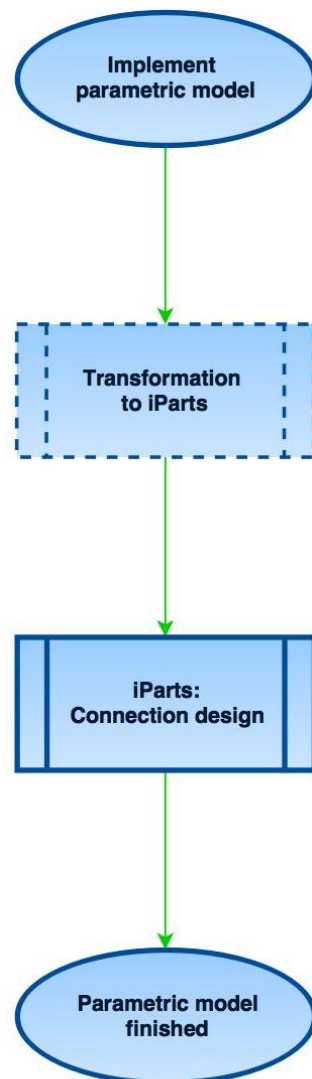 Implement
parametric model
Transformation
to iParts
iParts:
Connection design
Parametric model
finished